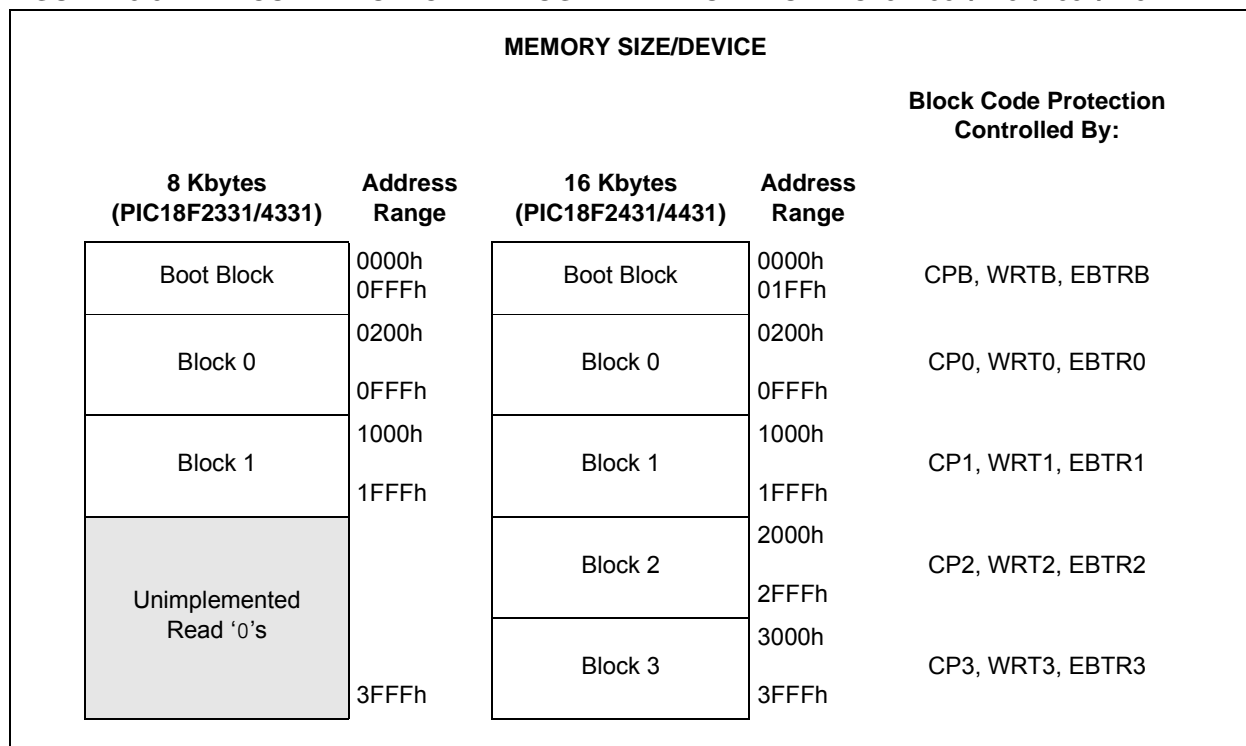 MEMORY SIZE/DEVICE
Block Code Protection
Controlled By:
8 Kbytes
(PIC18F2331/4331)
Address
Range
16 Kbytes
(PIC18F2431/4431)
Address
Range
Boot Block
0000h
0FFFh
Boot Block
0000h
01FFh
CPB, WRTB, EBTRB
Block 0
0200h
0FFFh
Block 0
0200h
0FFFh
CP0, WRT0, EBTR0
Block 1
1000h
1FFFh
Block 1
1000h
1FFFh
CP1, WRT1, EBTR1
Unimplemented
Read ‘0’s
3FFFh
Block 2
2000h
2FFFh
CP2, WRT2, EBTR2
Block 3
3000h
3FFFh
CP3, WRT3, EBTR3